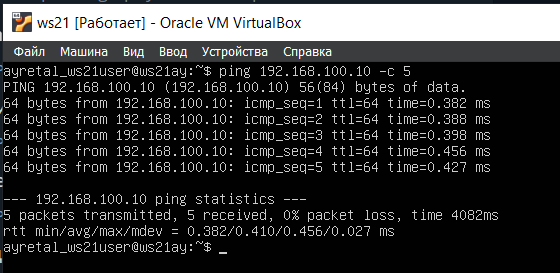 ws21 [Работает] - Oracle VM VirtualBox
Файл Машина Вид Ввод Устройства Справка
ayretal_ws21user@ws21ay:~$ ping 192.168.100.10 -c 5
PING 192.168.100.10 (192.168.100.10) 56(84) bytes of data.
64 bytes from 192.168.100.10: icmp_seq=1 ttl=64 time=0.382 ms
64 bytes from 192.168.100.10: icmp_seq=2 ttl=64 time=0.388 ms
64 bytes from 192.168.100.10: icmp_seq=3 ttl=64 time=0.398 ms
64 bytes from 192.168.100.10: icmp_seq=4 ttl=64 time=0.456 ms
64 bytes from 192.168.100.10: icmp_seq=5 ttl=64 time=0.427 ms
--- 192.168.100.10 ping statistics ---
5 packets transmitted, 5 received, 0% packet loss, time 4082ms
rtt min/avg/max/mdev = 0.382/0.410/0.456/0.027 ms
ayretal_ws21user@ws21ay:~$ _